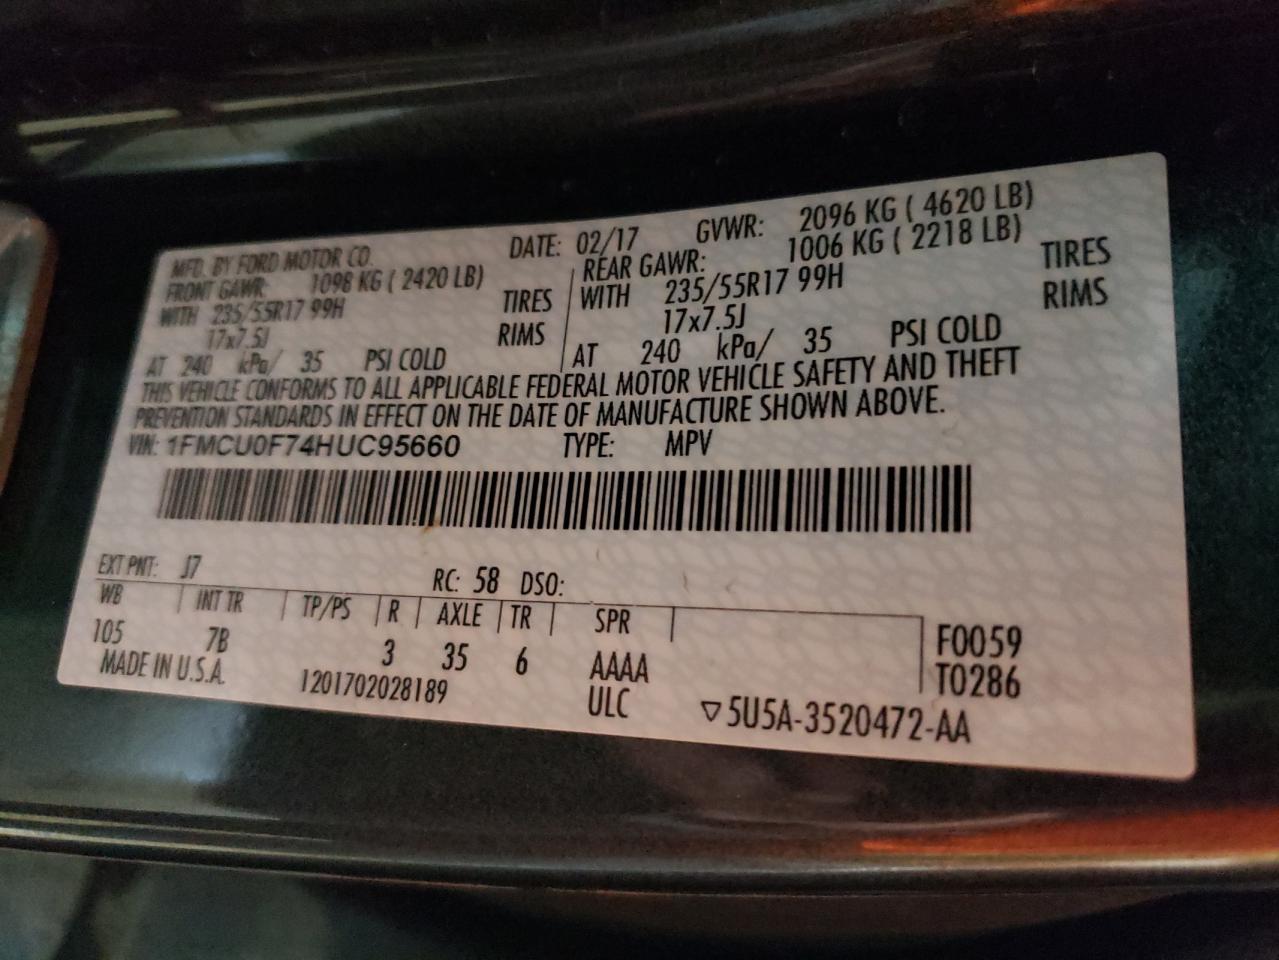 MFD. BY FORD MOTOR CO. DATE: 02/17 GVWR: 2096 KG ( 4620 LB)
FRONT GAWR: 1098 KG ( 2420 LB) REAR GAWR: 1006 KG ( 2218 LB)
WITH 235/55R17 99H TIRES WITH 235/55R17 99H TIRES
17x7.5J RIMS 17x7.5J RIMS
AT 240 kPa/ 35 PSI COLD AT 240 kPa/ 35 PSI COLD
THIS VEHICLE CONFORMS TO ALL APPLICABLE FEDERAL MOTOR VEHICLE SAFETY AND THEFT
PREVENTION STANDARDS IN EFFECT ON THE DATE OF MANUFACTURE SHOWN ABOVE.
VIN: 1FMCU0F74HUC95660 TYPE: MPV
EXT PNT: J7 RC: 58 DSO:
WB INT TR TP/PS R AXLE TR SPR F0059
105 7B 3 35 6 AAAA T0286
MADE IN U.S.A. 1201702028189 ULC ▽5U5A-3520472-AA